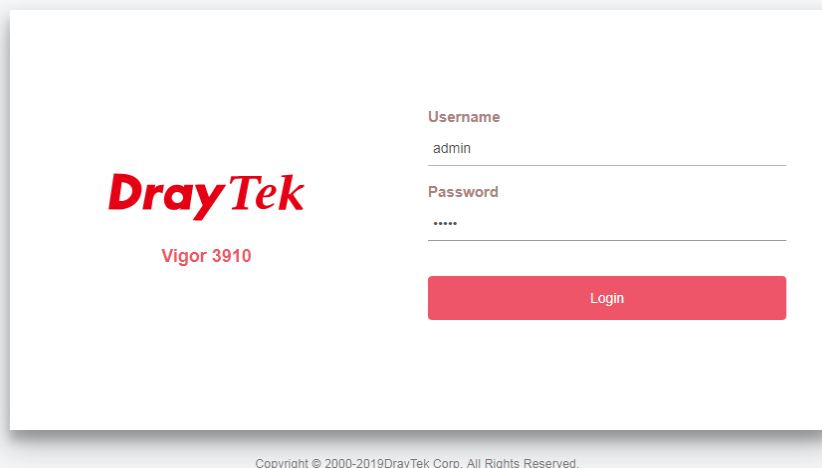 Username
admin
Password
•••••
DrayTek
Vigor 3910
Login
Copyright © 2000-2019DrayTek Corp. All Rights Reserved.